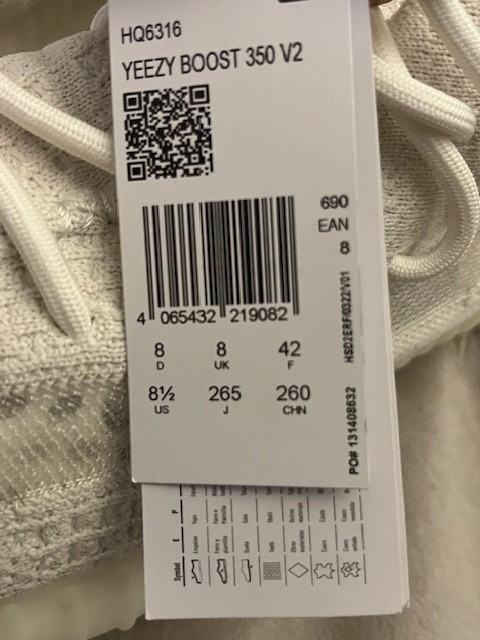 HQ6316
YEEZY BOOST 350 V2
690
EAN
8
4 065432 219082
8 8 42
D UK F
8½ 265 260
US J CHN
HSD2ERF/0322/V01
PO# 131408632
P
E
Symbol